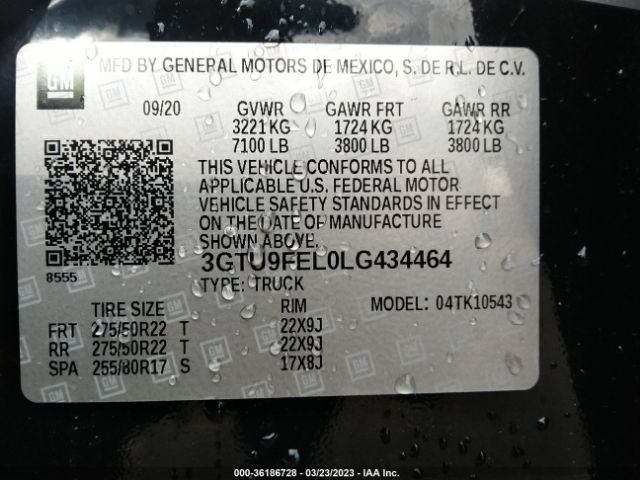 GM MFD BY GENERAL MOTORS DE MEXICO, S. DE R.L. DE C.V.
09/20 GVWR GAWR FRT GAWR RR
3221 KG 1724 KG 1724 KG
7100 LB 3800 LB 3800 LB
THIS VEHICLE CONFORMS TO ALL
APPLICABLE U.S. FEDERAL MOTOR
VEHICLE SAFETY STANDARDS IN EFFECT
ON THE DATE OF MANUFACTURE
SHOWN ABOVE.
8555 3GTU9FEL0LG434464
TYPE: TRUCK
TIRE SIZE RIM MODEL: 04TK10543
FRT 275/50R22 T 22X9J
RR 275/50R22 T 22X9J
SPA 255/80R17 S 17X8J
000-36186728 - 03/23/2023 - IAA Inc.